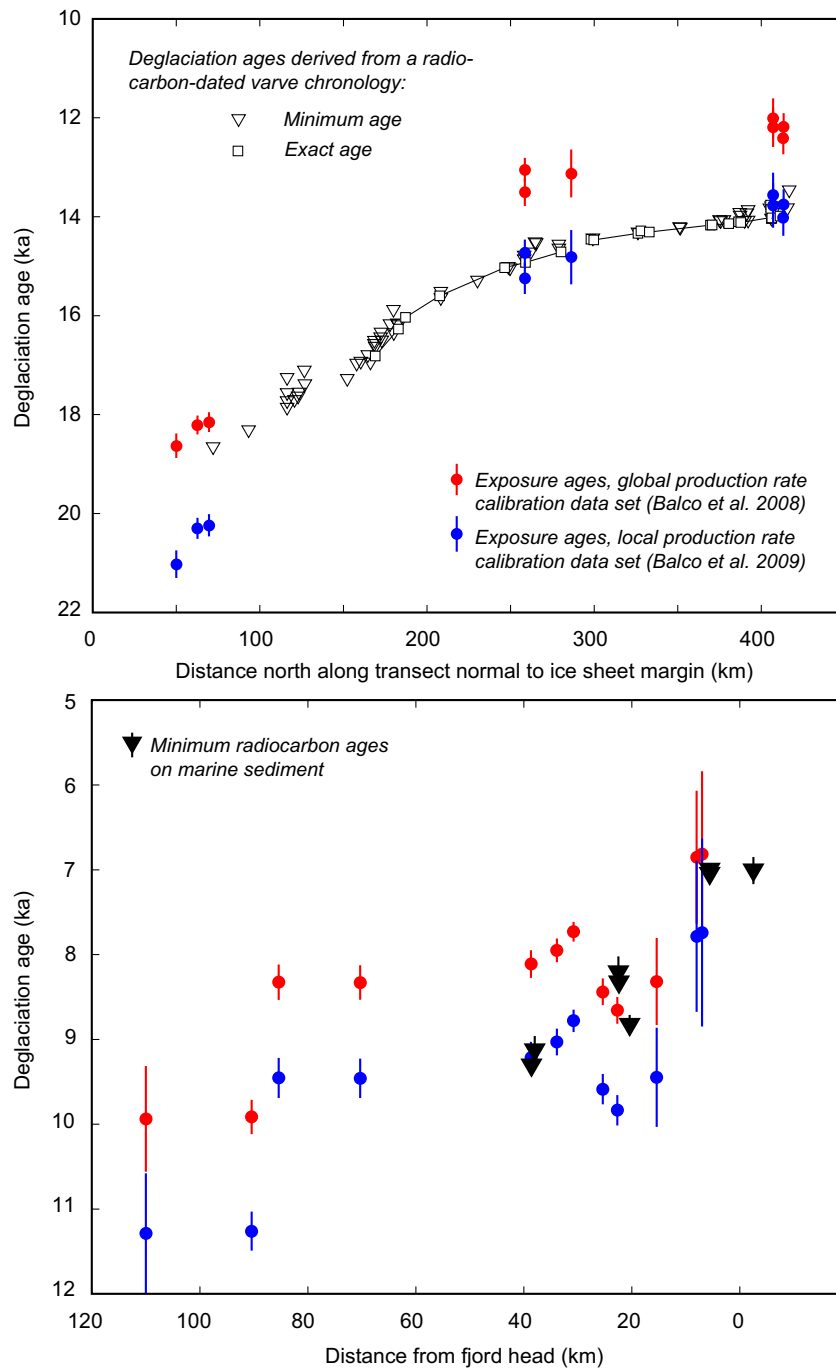 10
12
14
16
18
20
22
Deglaciation age (ka)
Deglaciation ages derived from a radio-
carbon-dated varve chronology:
Minimum age
Exact age
Exposure ages, global production rate
calibration data set (Balco et al. 2008)
Exposure ages, local production rate
calibration data set (Balco et al. 2009)
0 100 200 300 400
Distance north along transect normal to ice sheet margin (km)
5
6
7
8
9
10
11
12
Deglaciation age (ka)
Minimum radiocarbon ages
on marine sediment
120 100 80 60 40 20 0
Distance from fjord head (km)